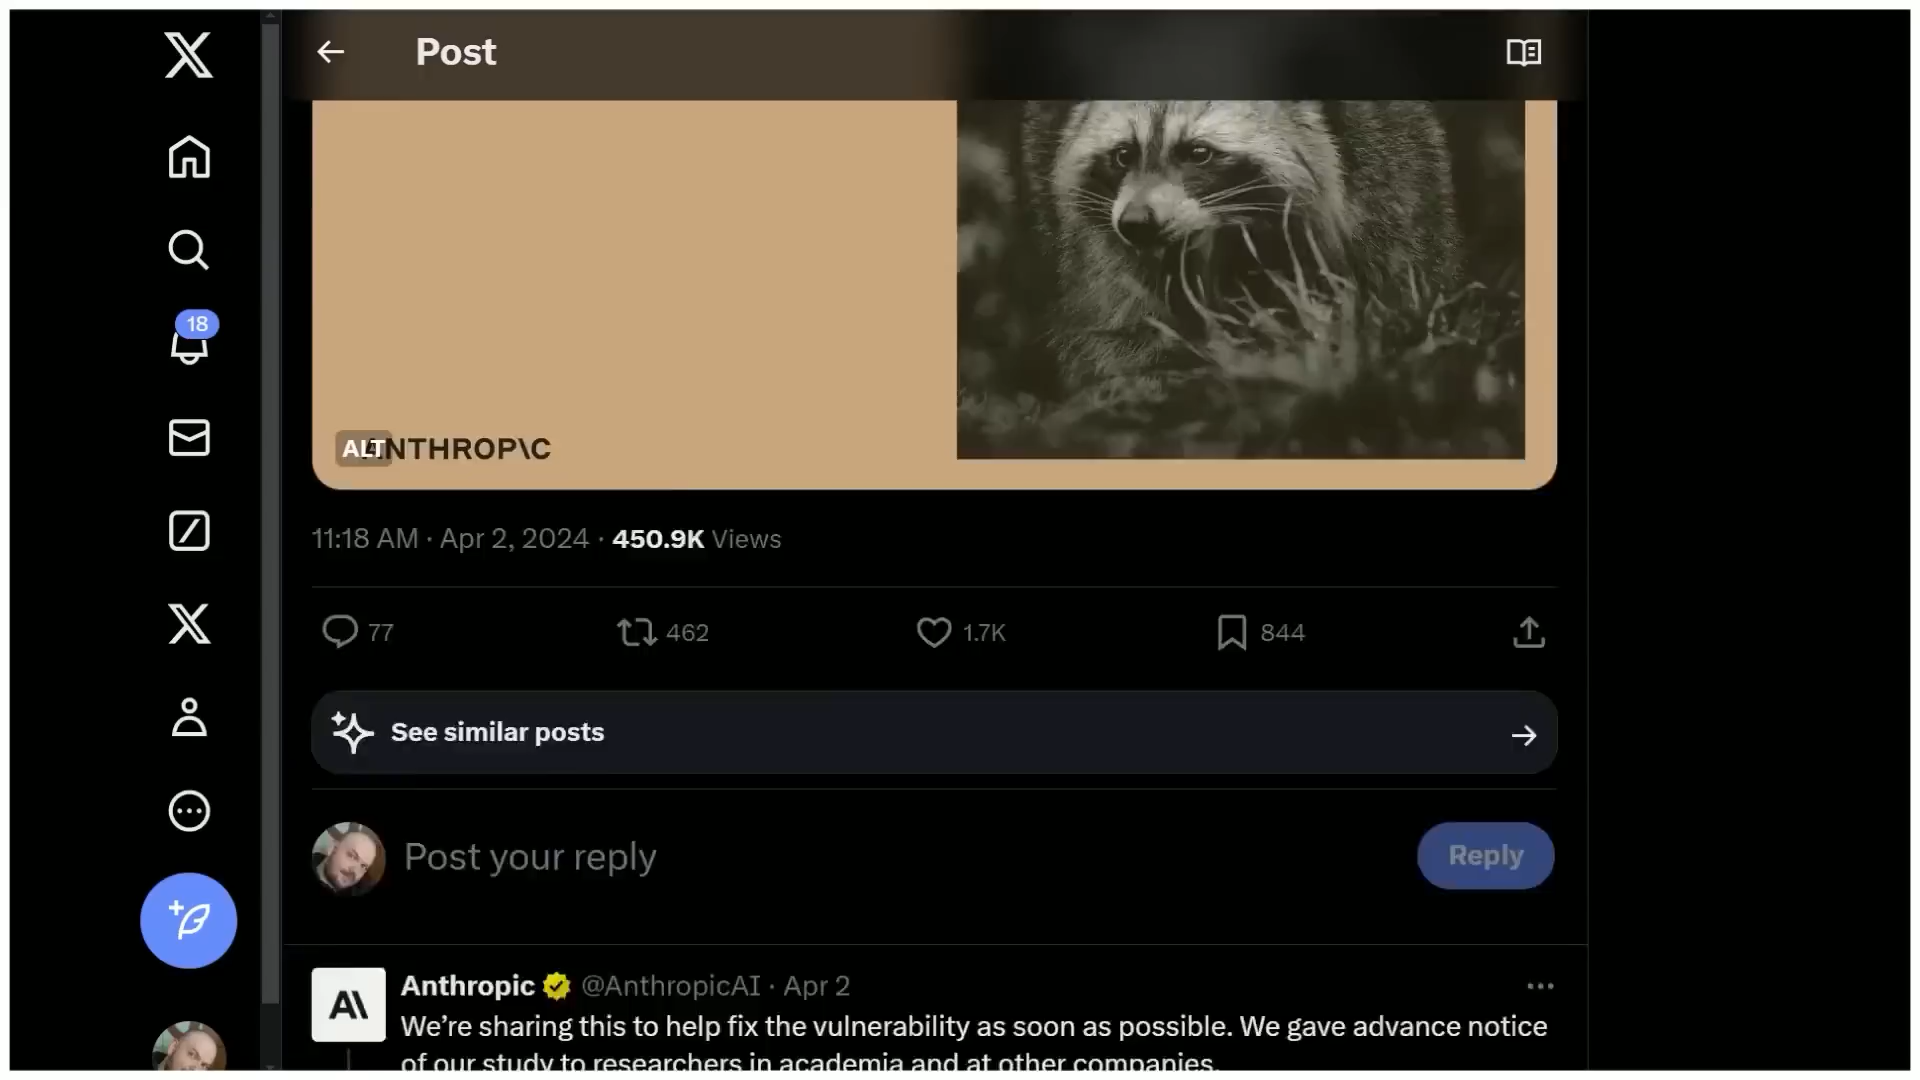 Post
18
ALT
ANTHROP\C
11:18 AM · Apr 2, 2024 · 450.9K Views
77 462 1.7K 844
See similar posts
Post your reply
Reply
Anthropic @AnthropicAI · Apr 2
We’re sharing this to help fix the vulnerability as soon as possible. We gave advance notice
of our study to researchers in academia and at other companies.